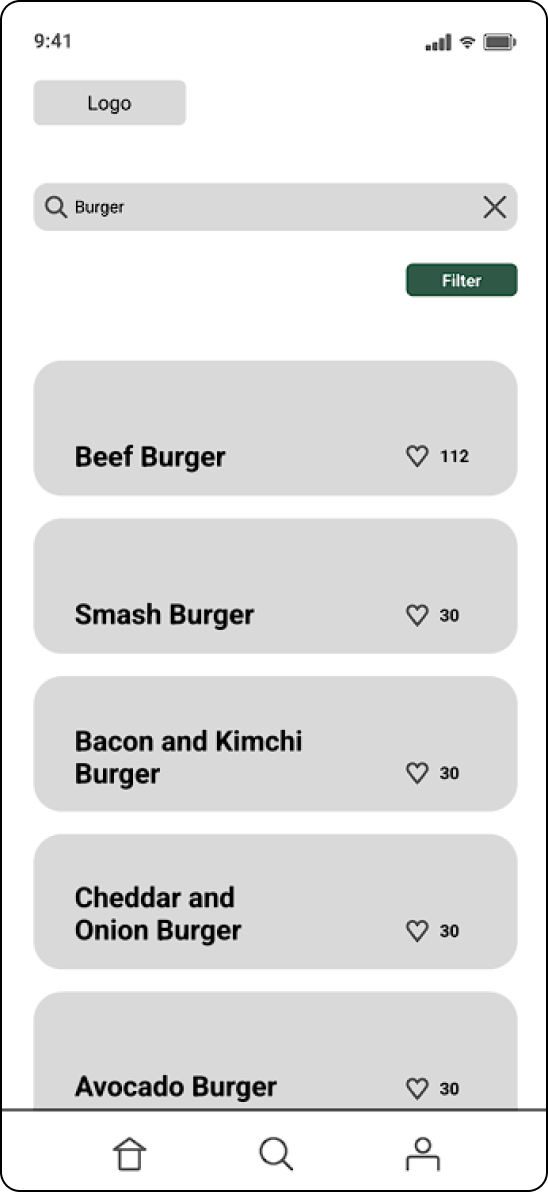 9:41
Logo
Burger
Filter
Beef Burger
112
Smash Burger
30
Bacon and Kimchi
Burger
30
Cheddar and
Onion Burger
30
Avocado Burger
30